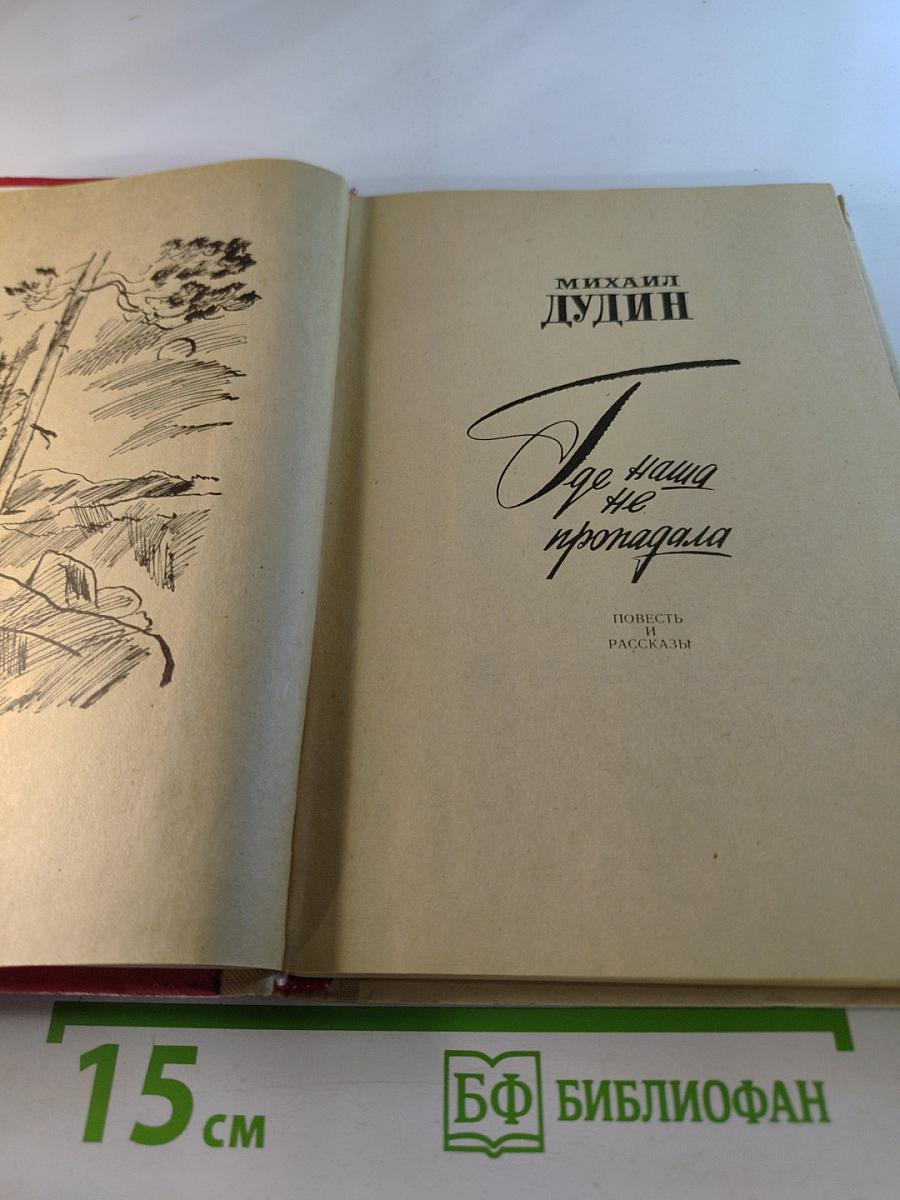 МИХАИЛ
ДУДИН
Где наша
не
пропадала
ПОВЕСТЬ
И
РАССКАЗЫ
15 см
БФ БИБЛИОФАН